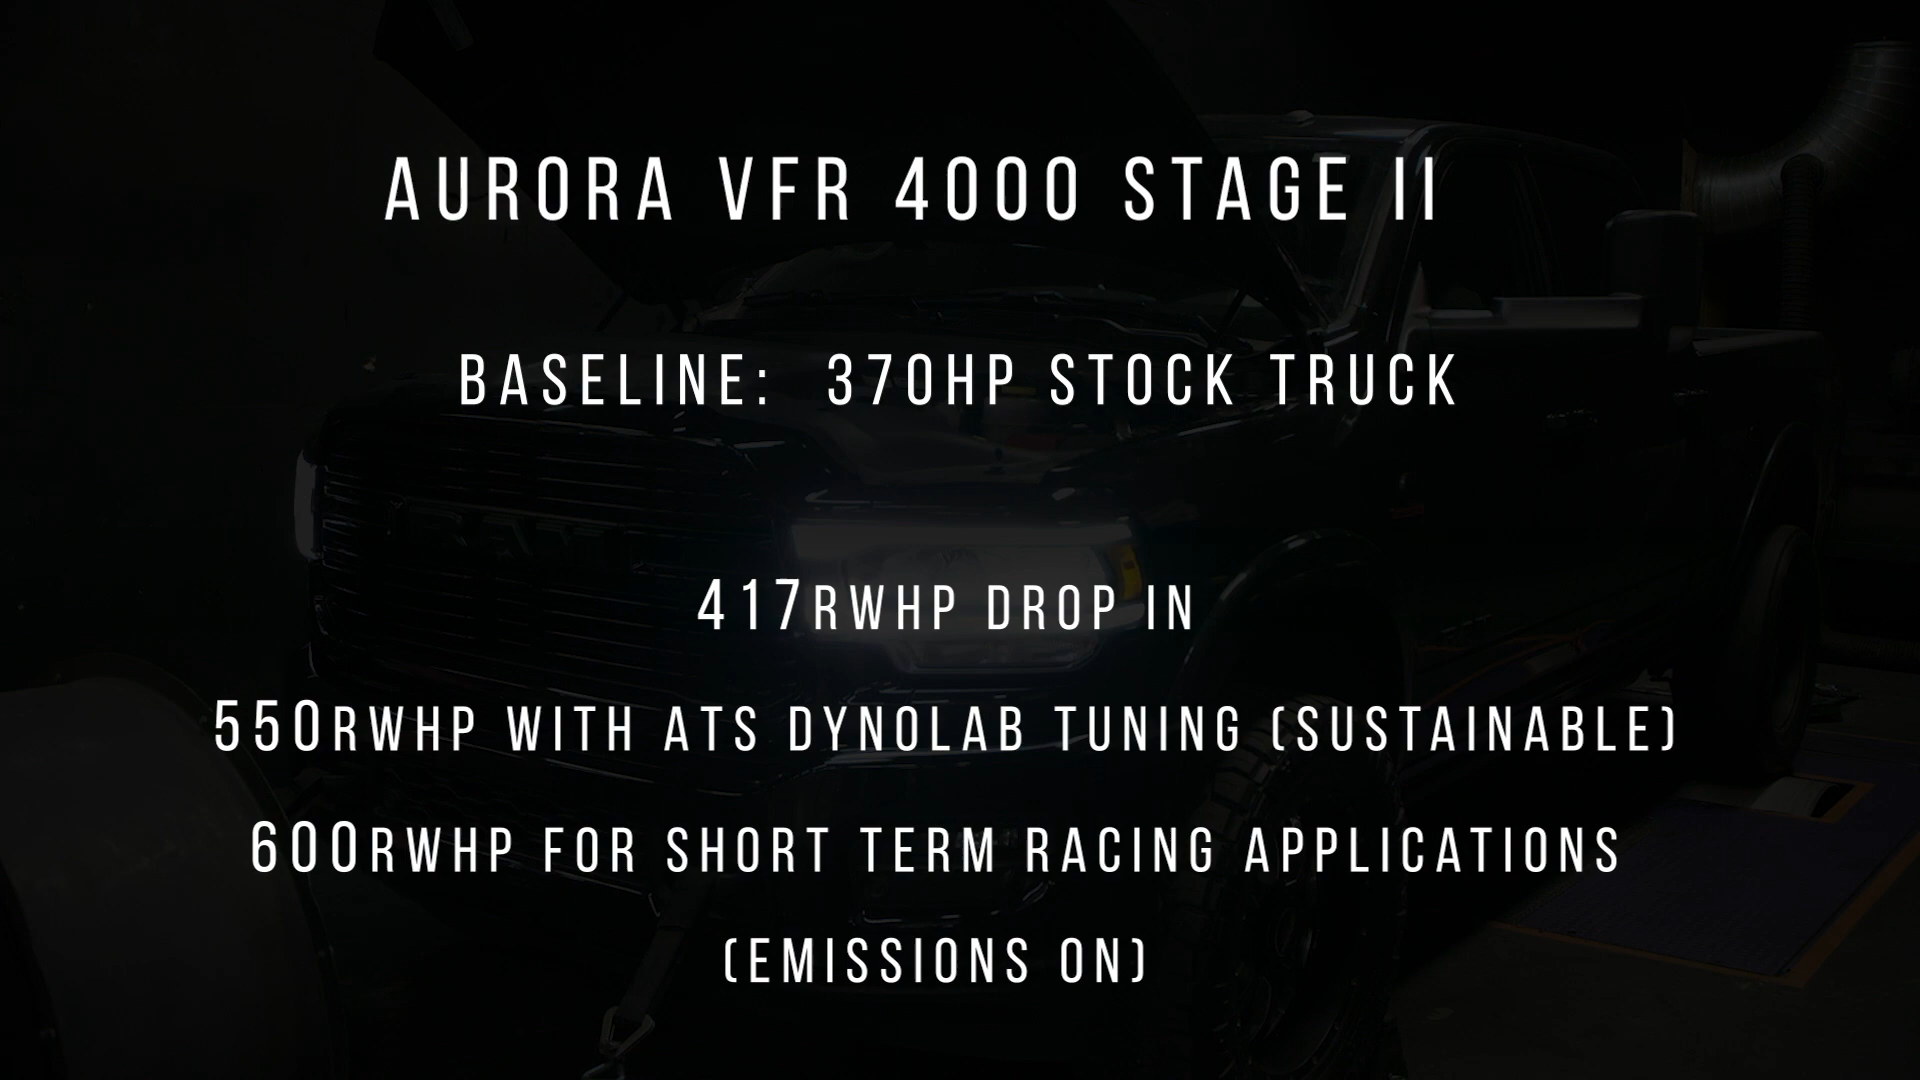 AURORA VFR 4000 STAGE II
BASELINE: 370HP STOCK TRUCK
RAM
417RWHP DROP IN
550RWHP WITH ATS DYNOLAB TUNING (SUSTAINABLE)
600RWHP FOR SHORT TERM RACING APPLICATIONS
(EMISSIONS ON)